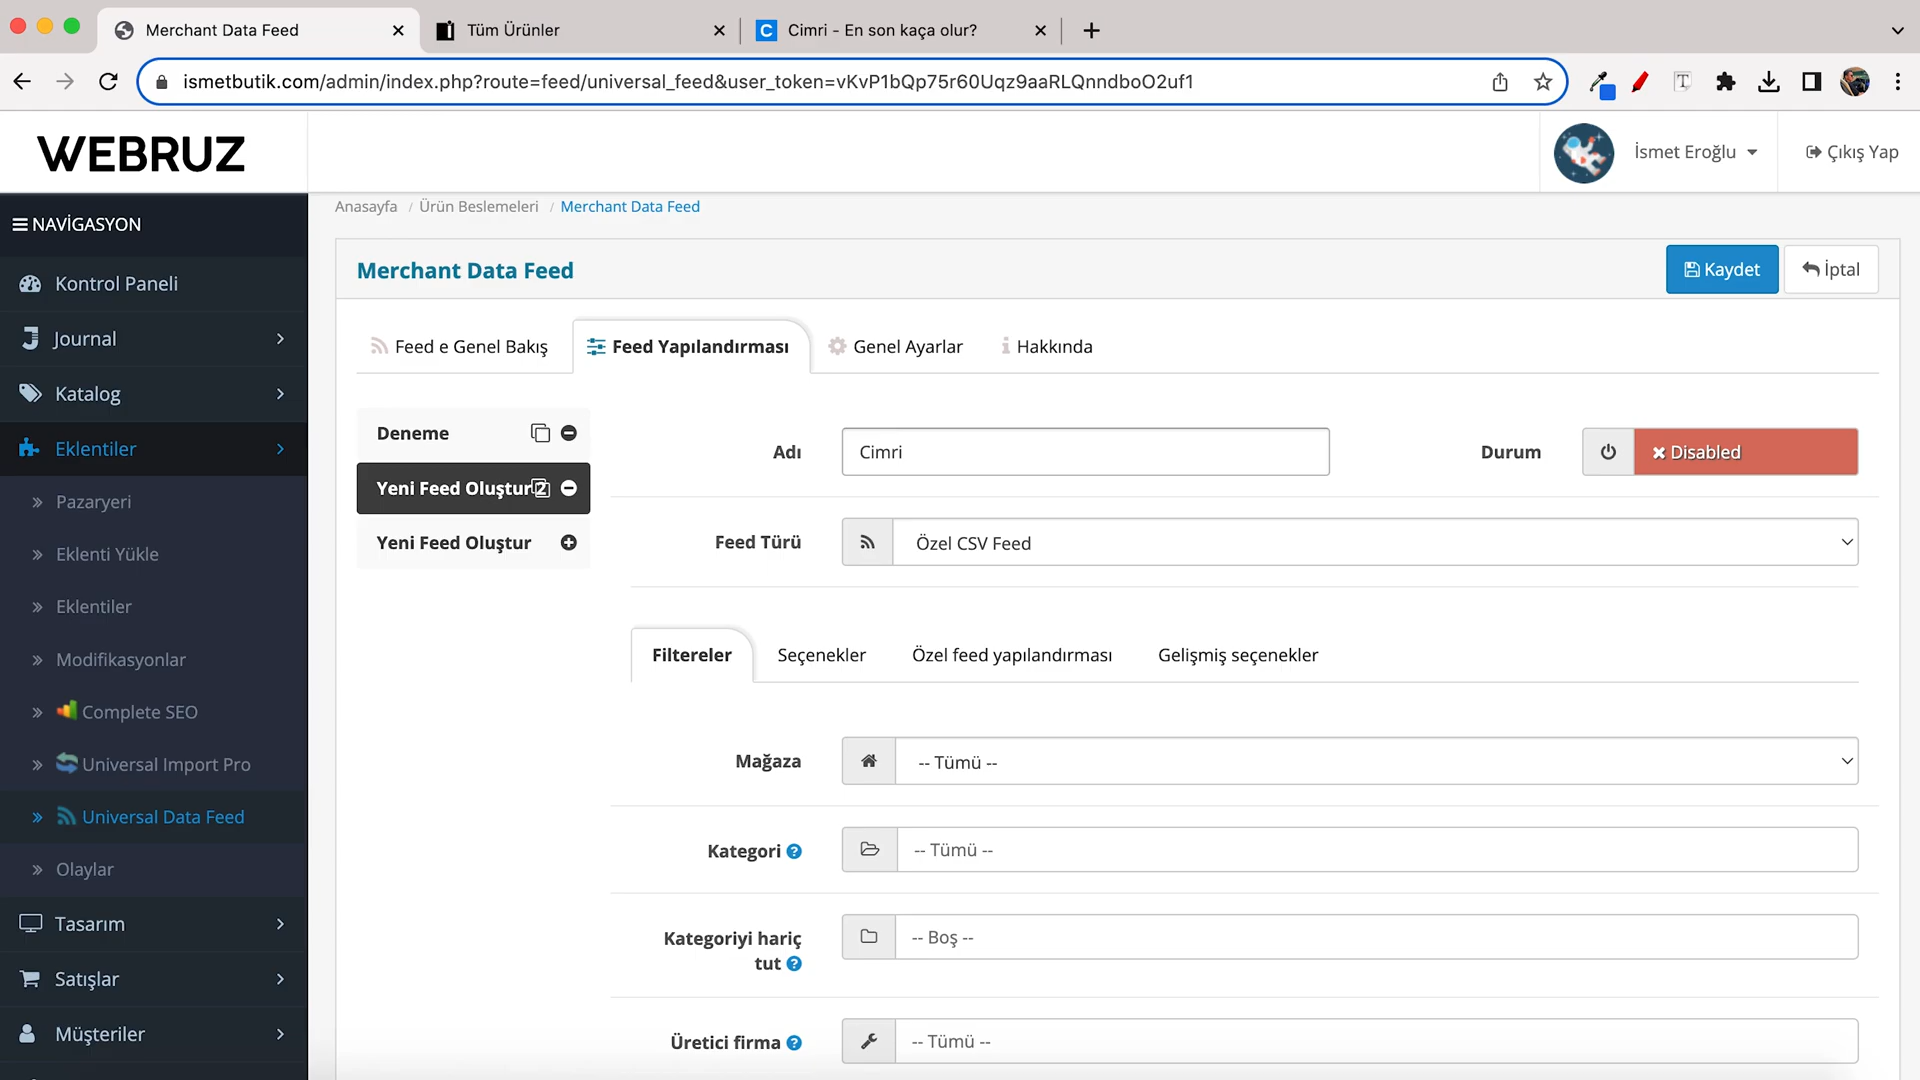 Merchant Data Feed
Tüm Ürünler
Cimri - En son kaça olur?
ismetbutik.com/admin/index.php?route=feed/universal_feed&user_token=vKvP1bQp75r60Uqz9aaRLQnndboO2uf1
WEBRUZ
İsmet Eroğlu
Çıkış Yap
NAVİGASYON
Kontrol Paneli
Journal
Katalog
Eklentiler
Pazaryeri
Eklenti Yükle
Eklentiler
Modifikasyonlar
Complete SEO
Universal Import Pro
Universal Data Feed
Olaylar
Tasarım
Satışlar
Müşteriler
Anasayfa / Ürün Beslemeleri / Merchant Data Feed
Merchant Data Feed
Kaydet
İptal
Feed e Genel Bakış
Feed Yapılandırması
Genel Ayarlar
Hakkında
Deneme
Yeni Feed Oluştur 2
Yeni Feed Oluştur
Adı
Cimri
Durum
Disabled
Feed Türü
Özel CSV Feed
Filtereler
Seçenekler
Özel feed yapılandırması
Gelişmiş seçenekler
Mağaza
-- Tümü --
Kategori
-- Tümü --
Kategoriyi hariç
tut
-- Boş --
Üretici firma
-- Tümü --